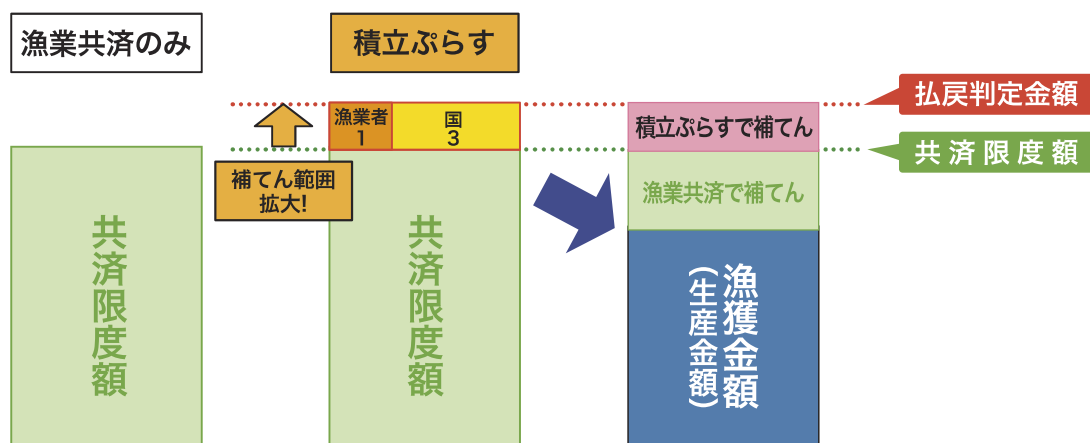 漁業共済のみ
積立ぷらす
漁業者
1
国
3
補てん範囲
拡大!
共済限度額
共済限度額
積立ぷらすで補てん
漁業共済で補てん
漁獲金額
(生産金額)
払戻判定金額
共済限度額